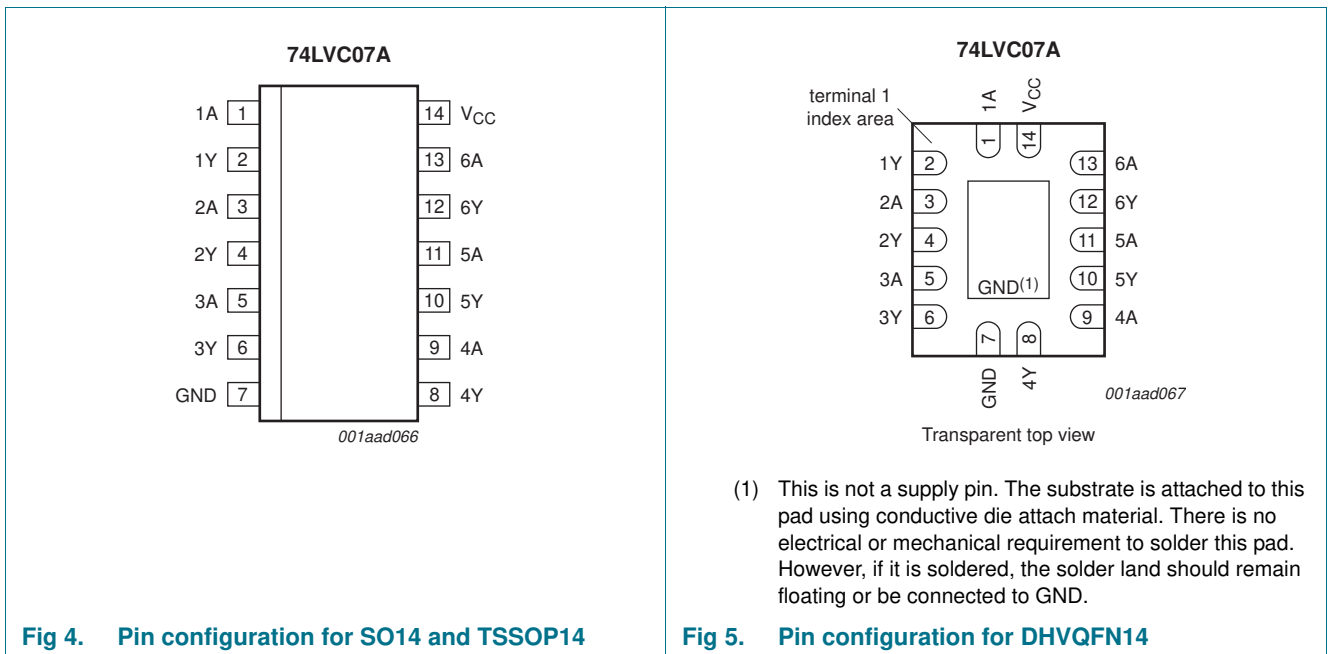 74LVC07A
1A 1 14 VCC
1Y 2 13 6A
2A 3 12 6Y
2Y 4 11 5A
3A 5 10 5Y
3Y 6 9 4A
GND 7 8 4Y
001aad066
Fig 4. Pin configuration for SO14 and TSSOP14
74LVC07A
terminal 1
index area
1A
VCC
1
14
1Y 2 13 6A
2A 3 12 6Y
2Y 4 11 5A
3A 5 10 5Y
GND(1)
3Y 6 9 4A
7
8
GND
4Y
001aad067
Transparent top view
(1) This is not a supply pin. The substrate is attached to this
pad using conductive die attach material. There is no
electrical or mechanical requirement to solder this pad.
However, if it is soldered, the solder land should remain
floating or be connected to GND.
Fig 5. Pin configuration for DHVQFN14